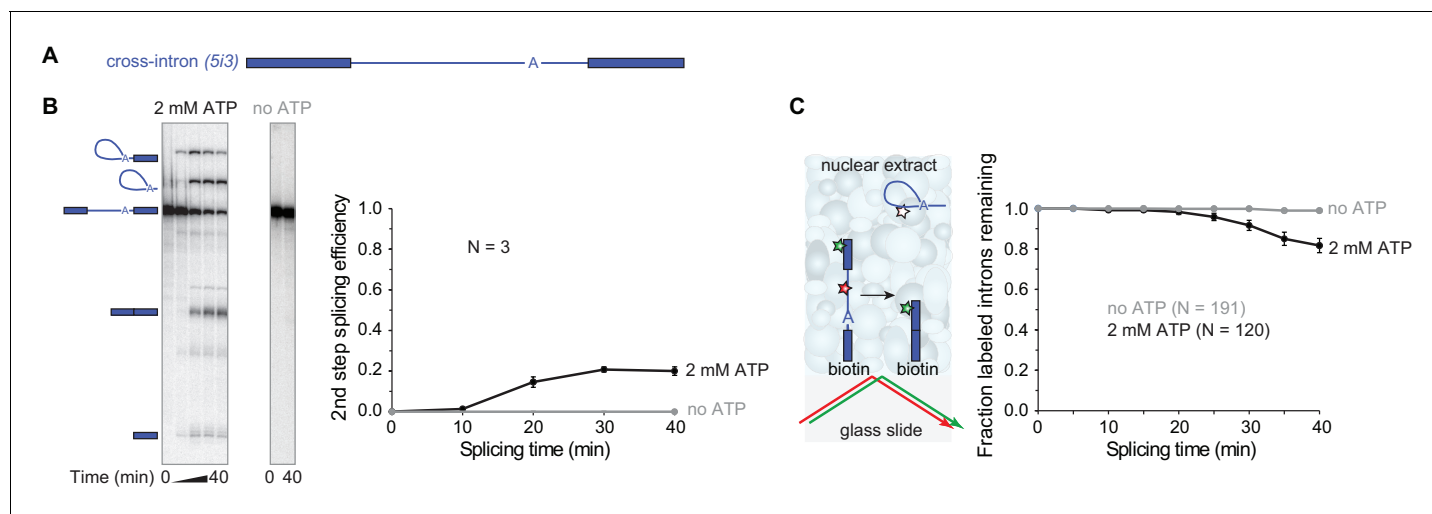 A
cross-intron (5i3)
A
B
2 mM ATP
no ATP
A
A
A
Time (min) 0 40
0 40
2nd step splicing efficiency
1.0
0.8
0.6
0.4
0.2
0.0
N = 3
2 mM ATP
no ATP
0 10 20 30 40
Splicing time (min)
C
nuclear extract
A
A
biotin biotin
glass slide
Fraction labeled introns remaining
1.0
0.8
0.6
0.4
0.2
0.0
no ATP
2 mM ATP
no ATP (N = 191)
2 mM ATP (N = 120)
0 10 20 30 40
Splicing time (min)